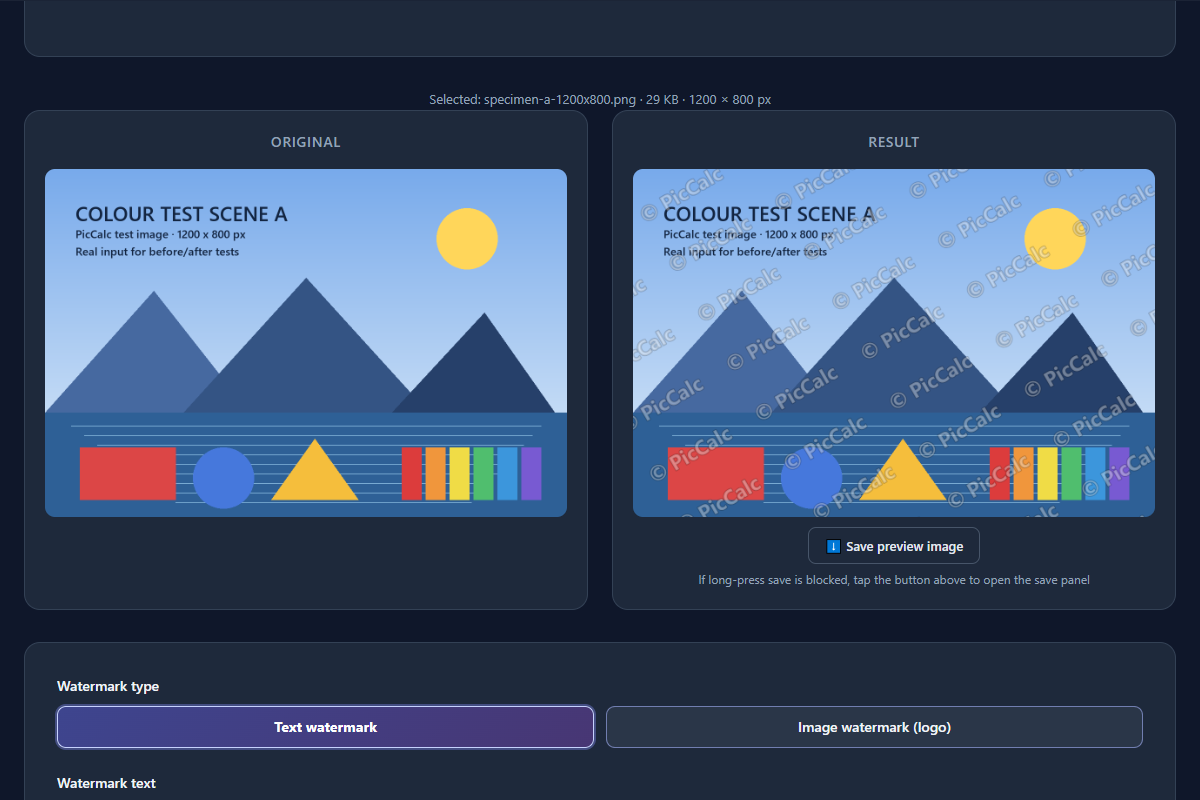 Selected: specimen-a-1200x800.png · 29 KB · 1200 × 800 px
ORIGINAL
COLOUR TEST SCENE A
PicCalc test image · 1200 x 800 px
Real input for before/after tests
RESULT
COLOUR TEST SCENE A
PicCalc test image · 1200 x 800 px
Real input for before/after tests
© PicCalc
Save preview image
If long-press save is blocked, tap the button above to open the save panel
Watermark type
Text watermark
Image watermark (logo)
Watermark text